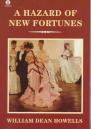 A HAZARD OF
NEW FORTUNES
WILLIAM DEAN HOWELLS